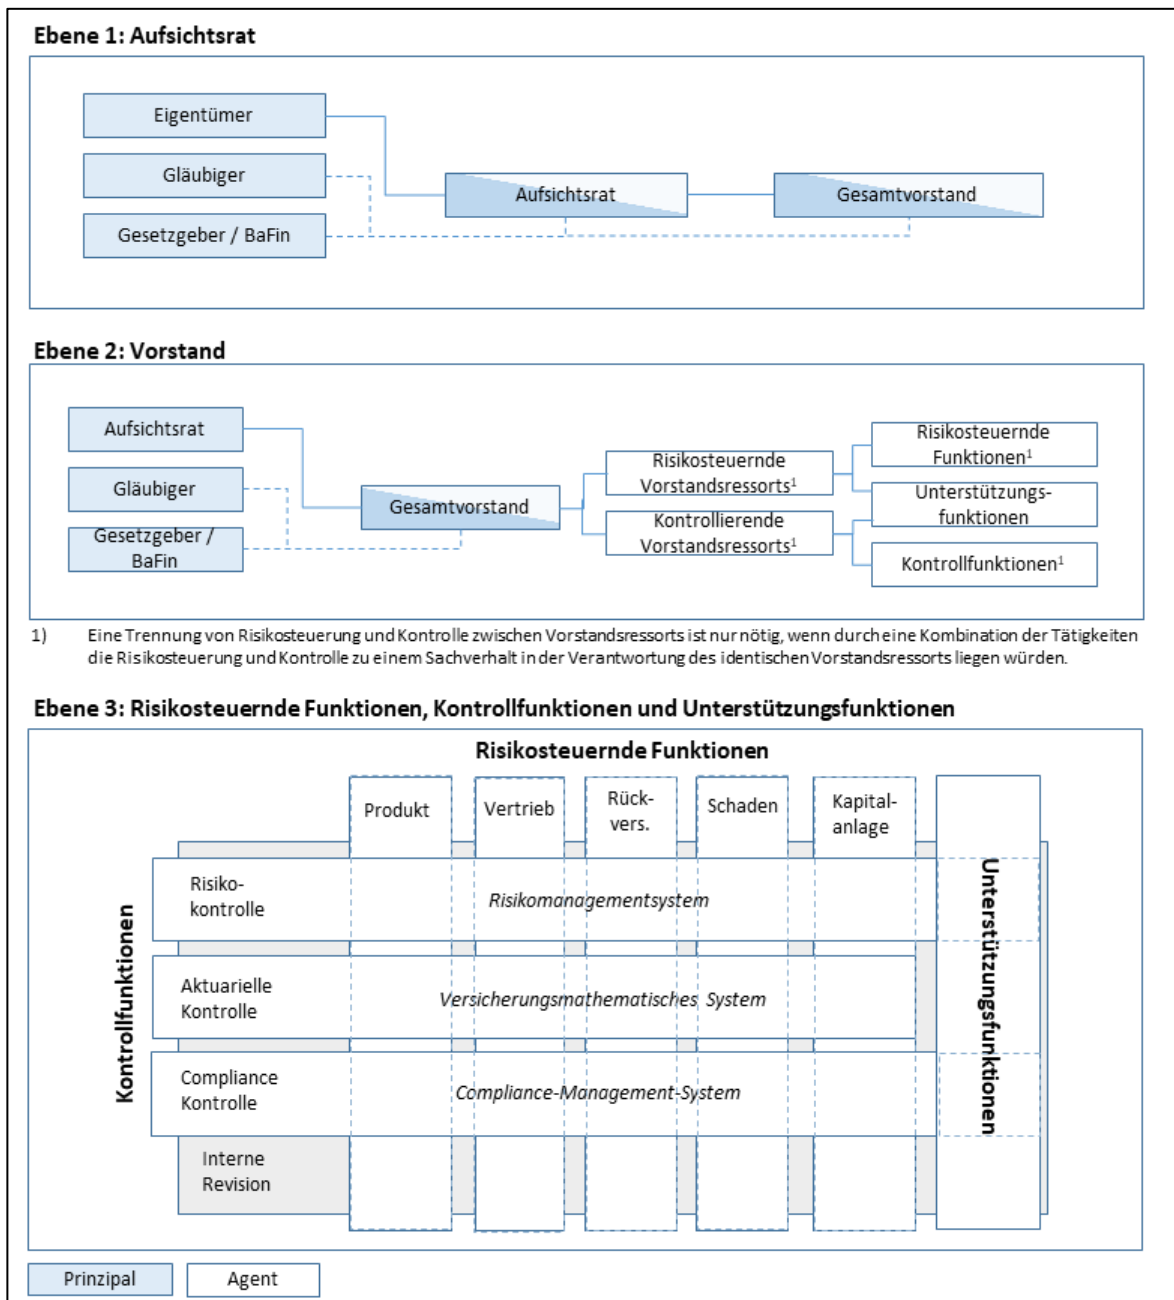 Ebene 1: Aufsichtsrat
Eigentümer
Gläubiger
Gesetzgeber / BaFin
Aufsichtsrat
Gesamtvorstand
Ebene 2: Vorstand
Aufsichtsrat
Gläubiger
Gesetzgeber /
BaFin
Gesamtvorstand
Risikosteuernde
Vorstandsressorts¹
Kontrollierende
Vorstandsressorts¹
Risikosteuernde
Funktionen¹
Unterstützungs-
funktionen
Kontrollfunktionen¹
1) Eine Trennung von Risikosteuerung und Kontrolle zwischen Vorstandsressorts ist nur nötig, wenn durch eine Kombination der Tätigkeiten
die Risikosteuerung und Kontrolle zu einem Sachverhalt in der Verantwortung des identischen Vorstandsressorts liegen würden.
Ebene 3: Risikosteuernde Funktionen, Kontrollfunktionen und Unterstützungsfunktionen
Risikosteuernde Funktionen
Produkt
Vertrieb
Rück-
vers.
Schaden
Kapital-
anlage
Kontrollfunktionen
Risiko-
kontrolle
Risikomanagementsystem
Aktuarielle
Kontrolle
Versicherungsmathematisches System
Compliance
Kontrolle
Compliance-Management-System
Interne
Revision
Unterstützungsfunktionen
Prinzipal
Agent